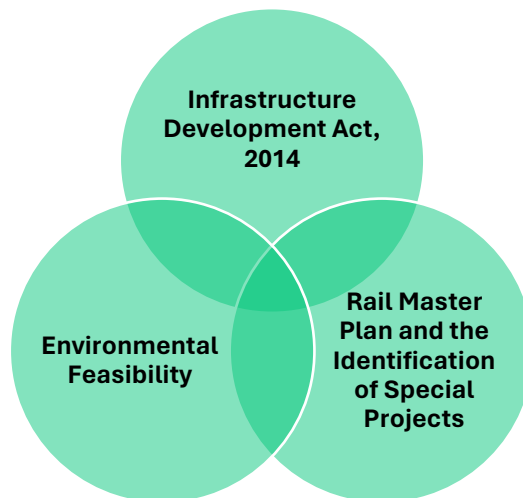 Infrastructure
Development Act,
2014
Environmental
Feasibility
Rail Master
Plan and the
Identification
of Special
Projects